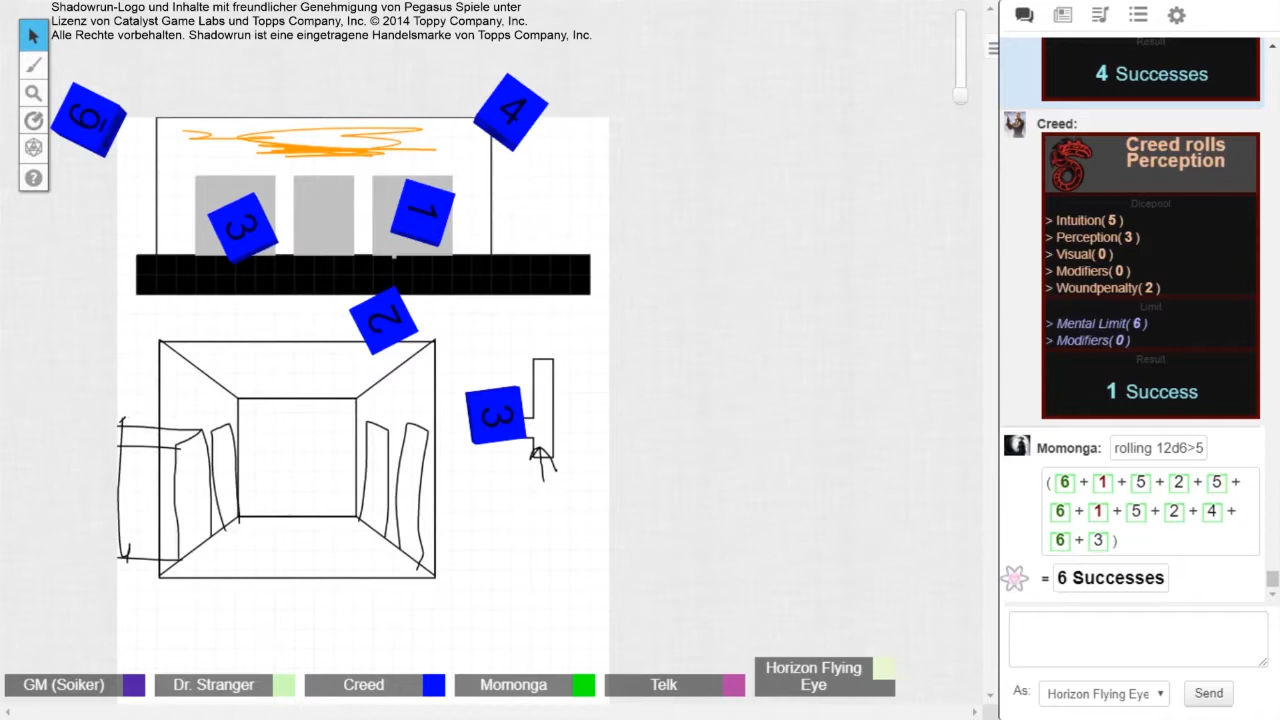 Shadowrun-Logo und Inhalte mit freundlicher Genehmigung von Pegasus Spiele unter
Lizenz von Catalyst Game Labs und Topps Company, Inc. © 2014 Topps Company, Inc.
Alle Rechte vorbehalten. Shadowrun ist eine eingetragene Handelsmarke von Topps Company, Inc.
6
4
3
1
2
3
Result
4 Successes
Creed:
Creed rolls
Perception
Dicepool
> Intuition( 5 )
> Perception( 3 )
> Visual( 0 )
> Modifiers( 0 )
> Woundpenalty( 2 )
Limit
> Mental Limit( 6 )
> Modifiers( 0 )
Result
1 Success
Momonga: rolling 12d6>5
( 6 + 1 + 5 + 2 + 5 +
6 + 1 + 5 + 2 + 4 +
6 + 3 )
= 6 Successes
GM (Soiker)
Dr. Stranger
Creed
Momonga
Telk
Horizon Flying
Eye
As: Horizon Flying Eye
Send